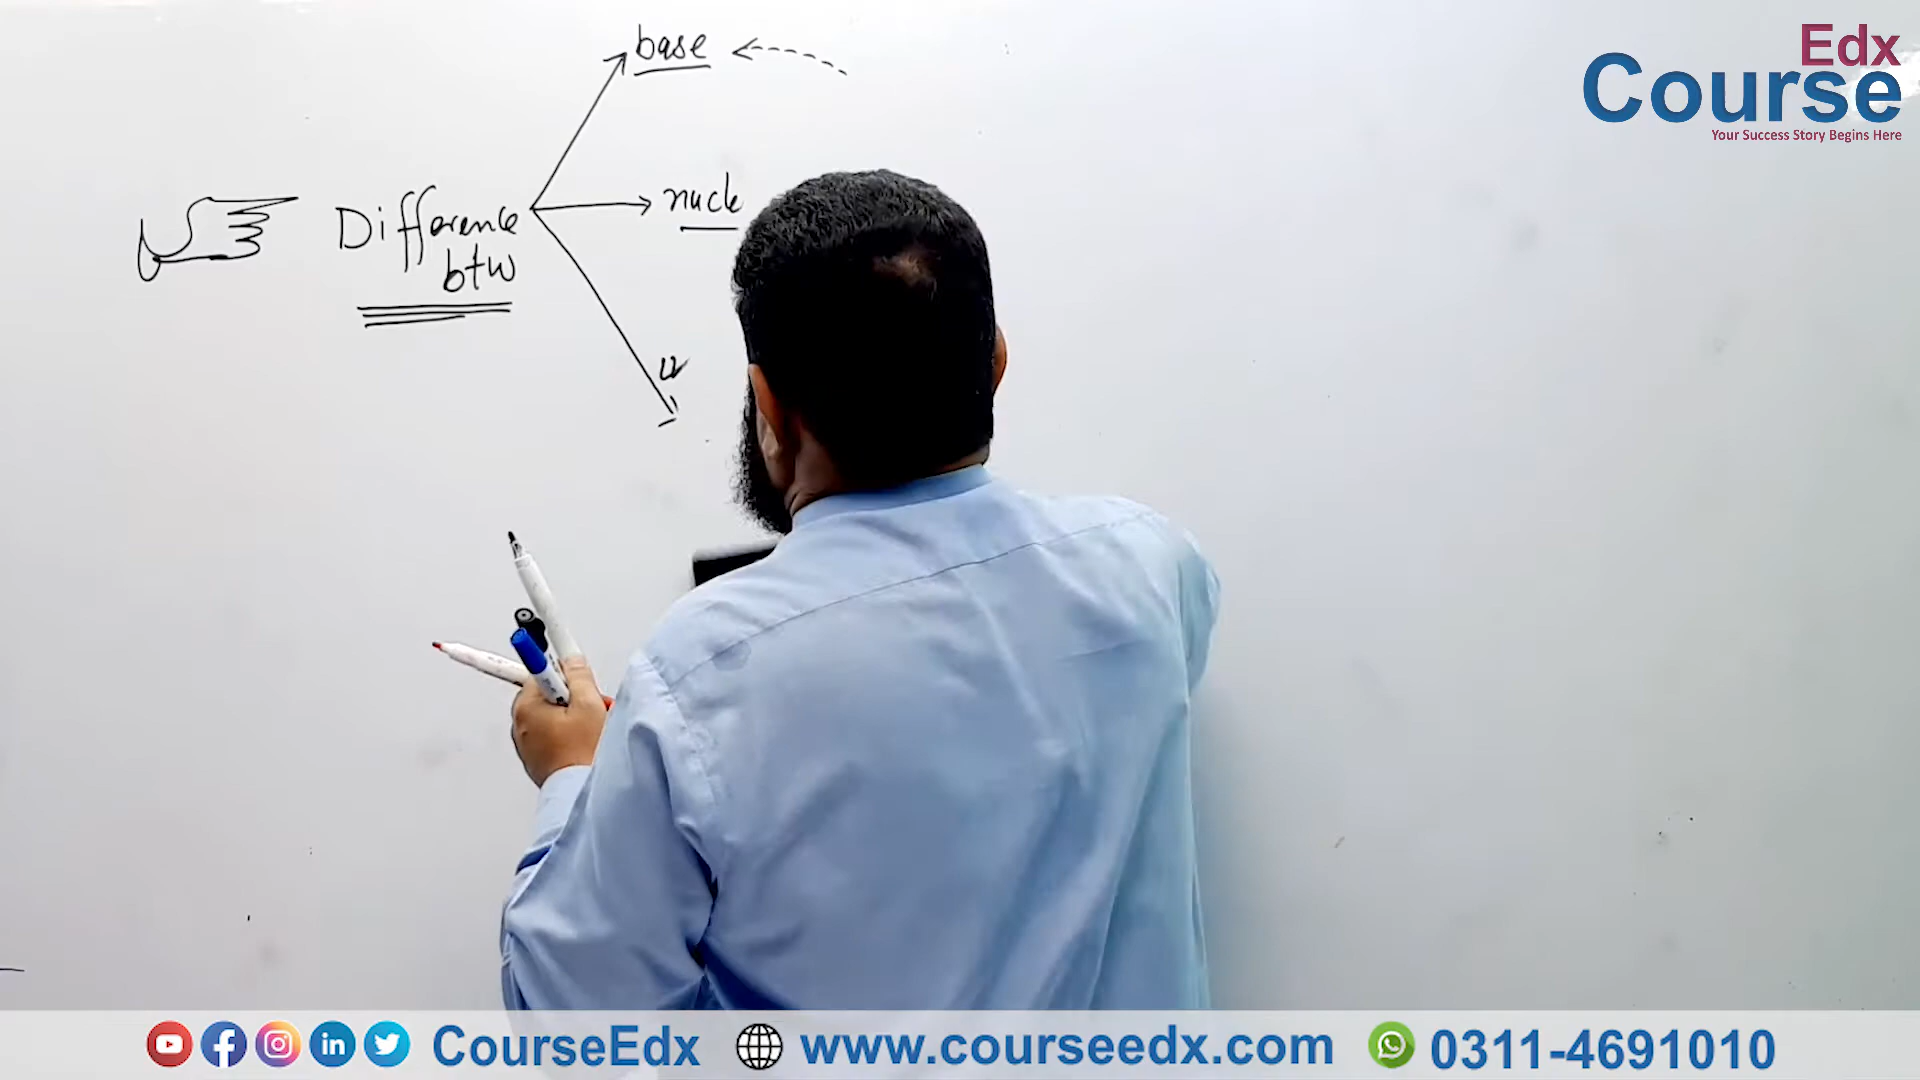 base
Edx
Course
Your Success Story Begins Here
nucle
Difference
btw
CourseEdx
www.courseedx.com
0311-4691010